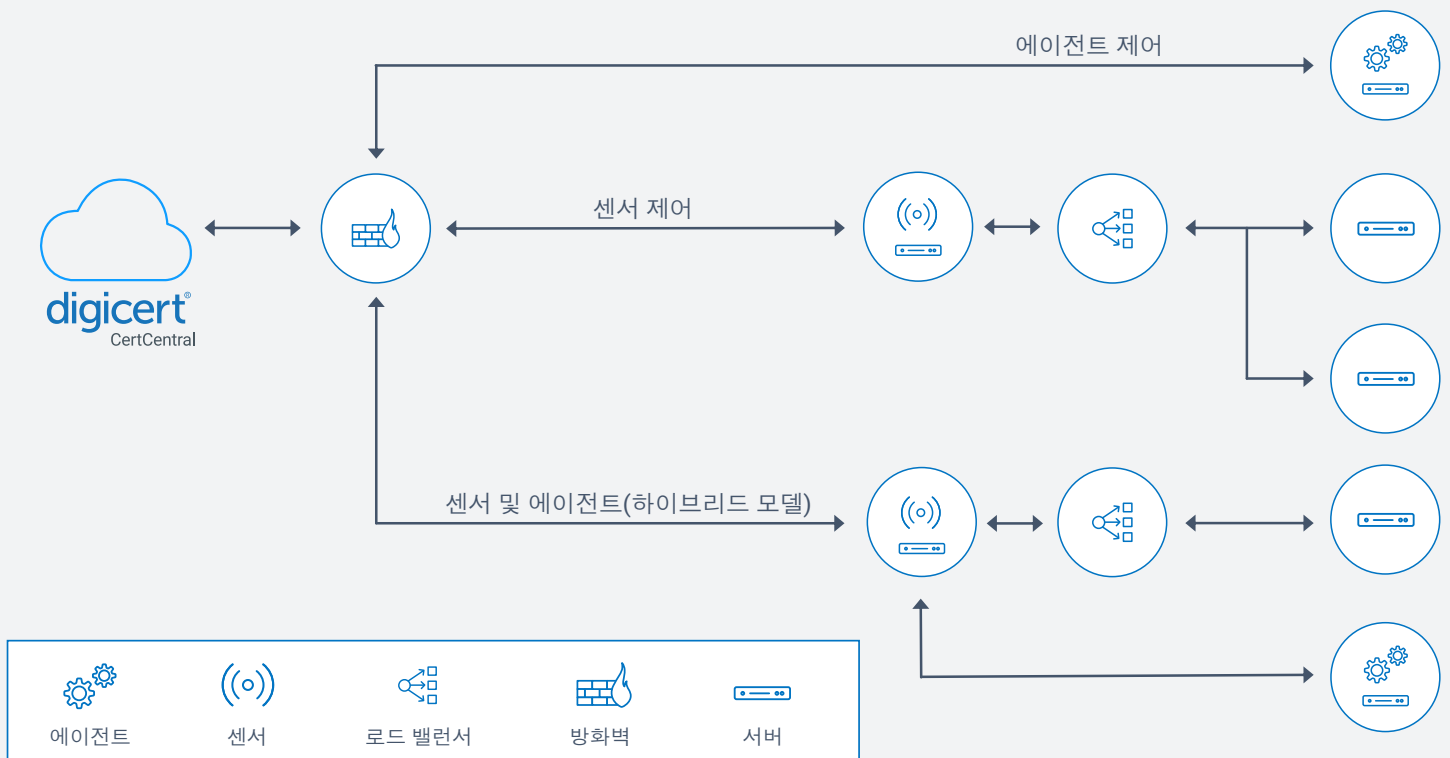 에이전트 제어
센서 제어
digicert®
CertCentral
센서 및 에이전트(하이브리드 모델)
에이전트
센서
로드 밸런서
방화벽
서버